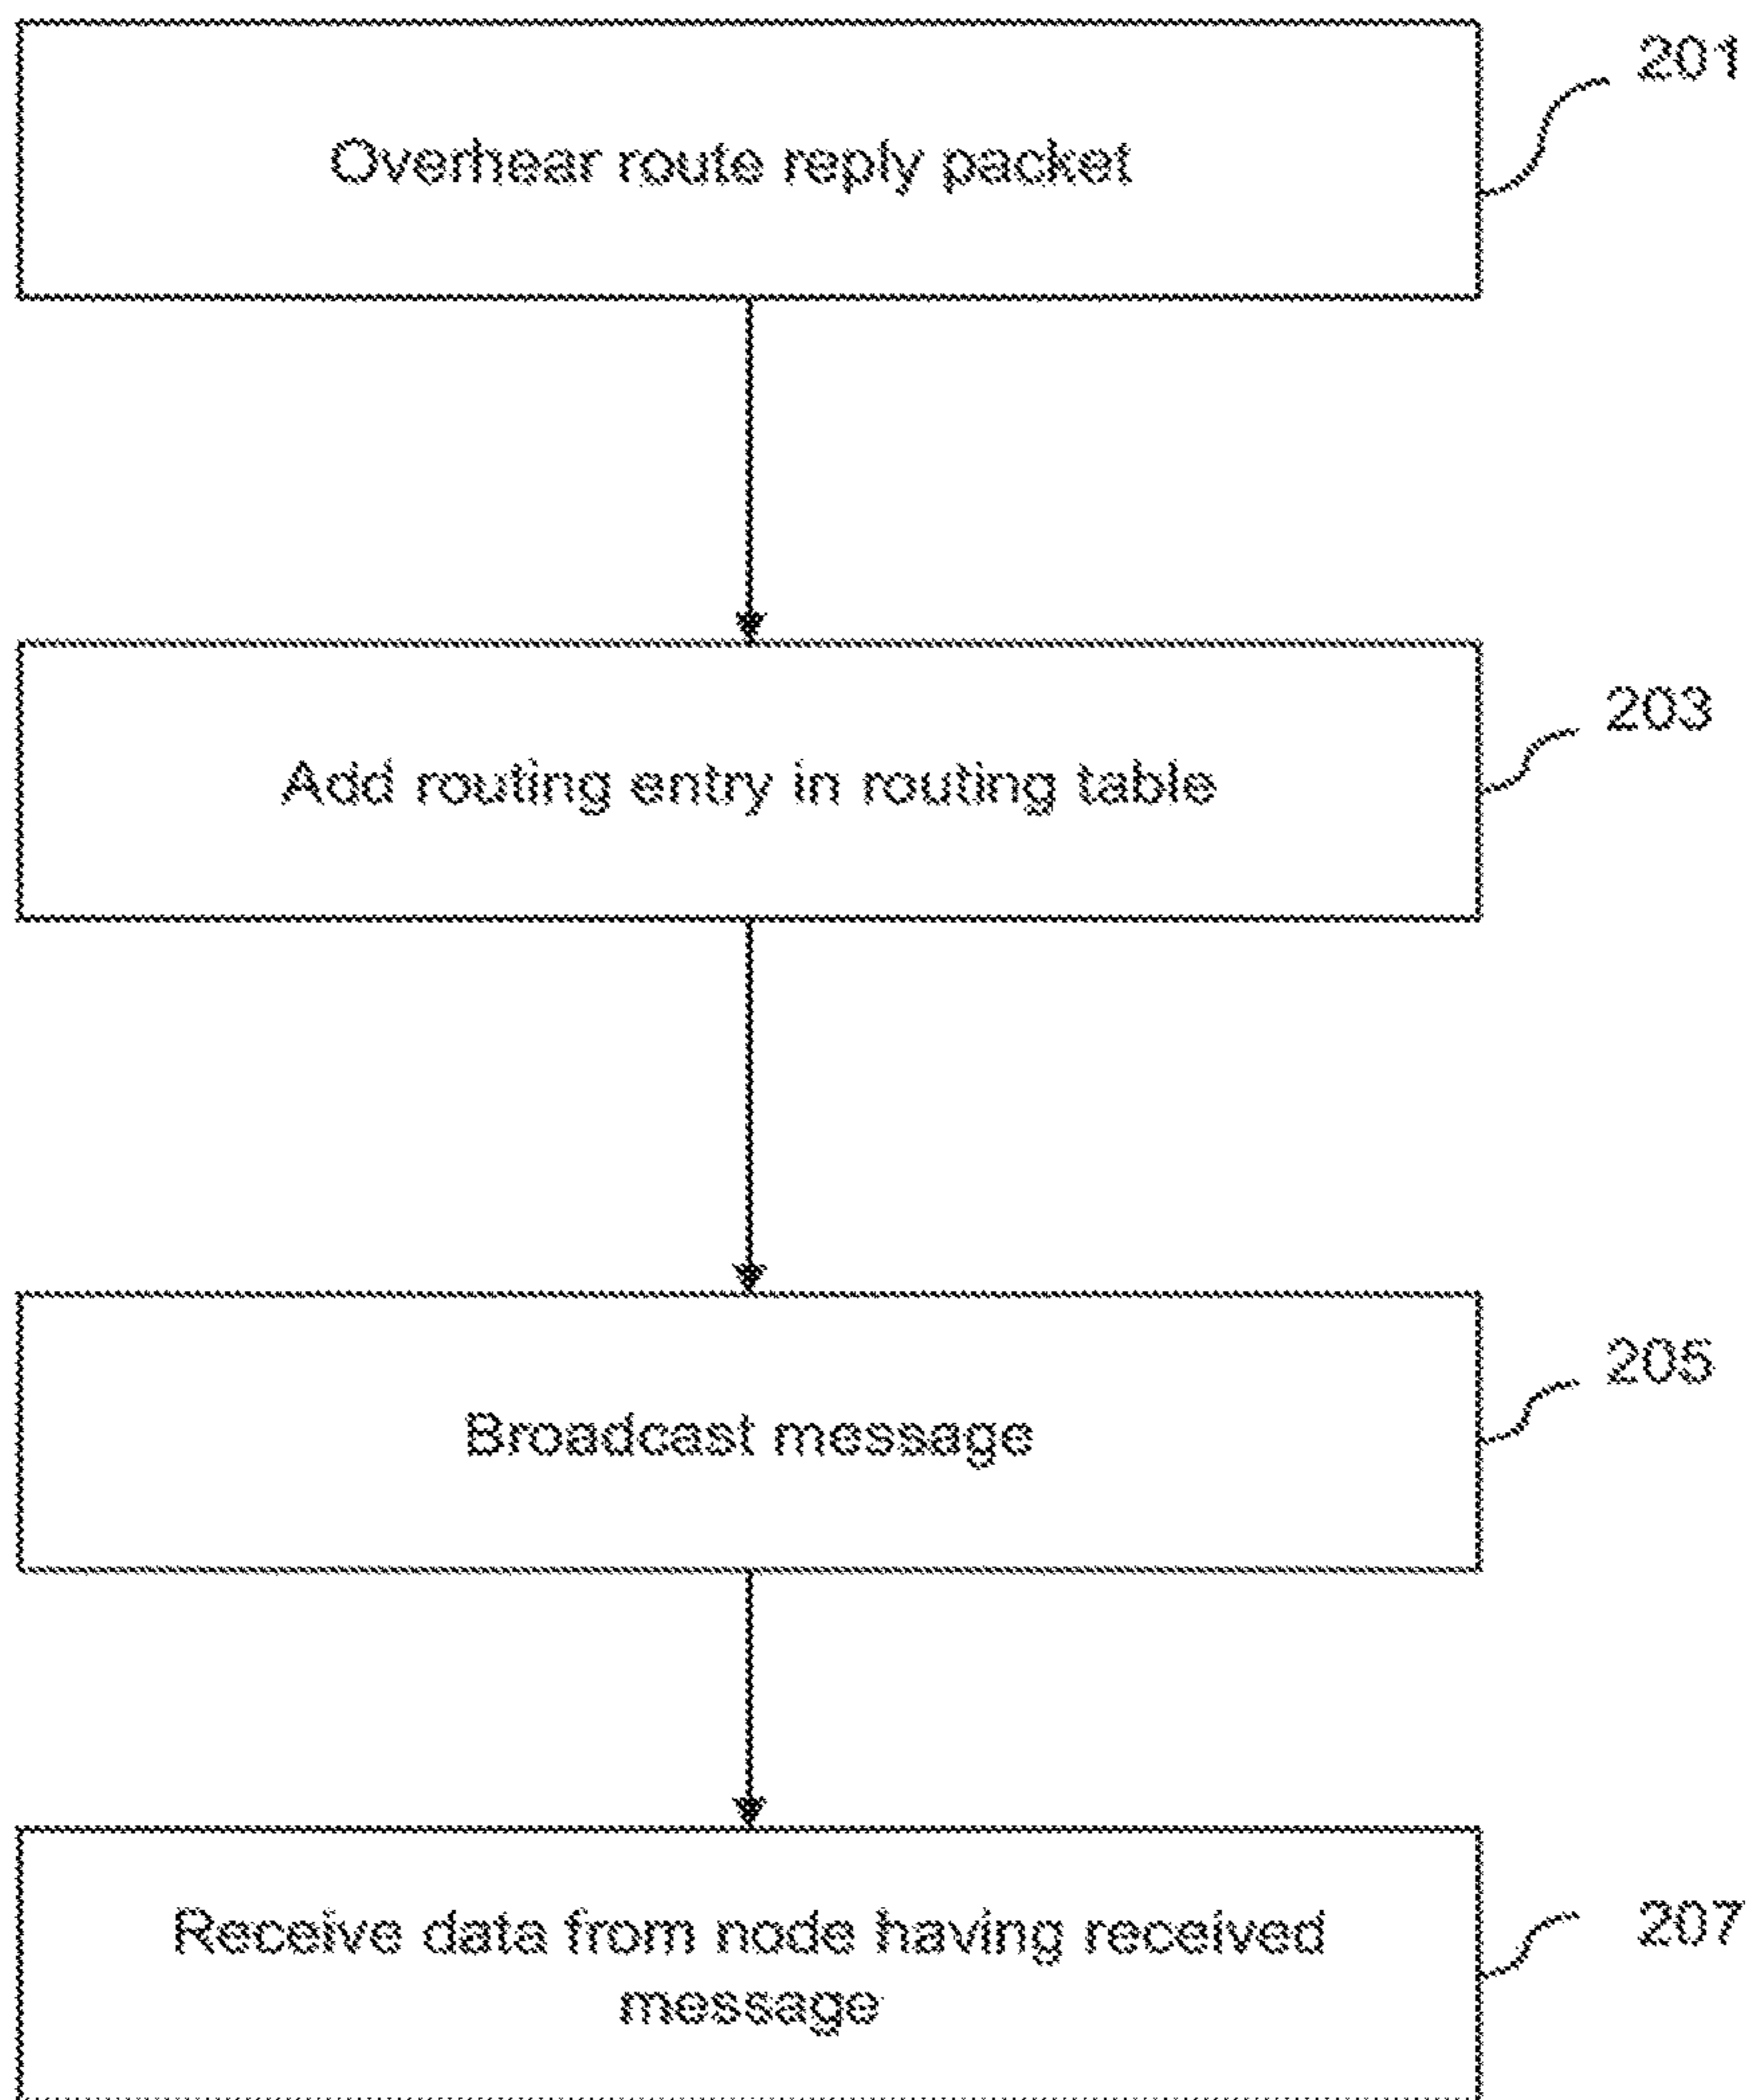 201
Overhear route reply packet
203
Add routing entry in routing table
205
Broadcast message
207
Receive data from node having received
message